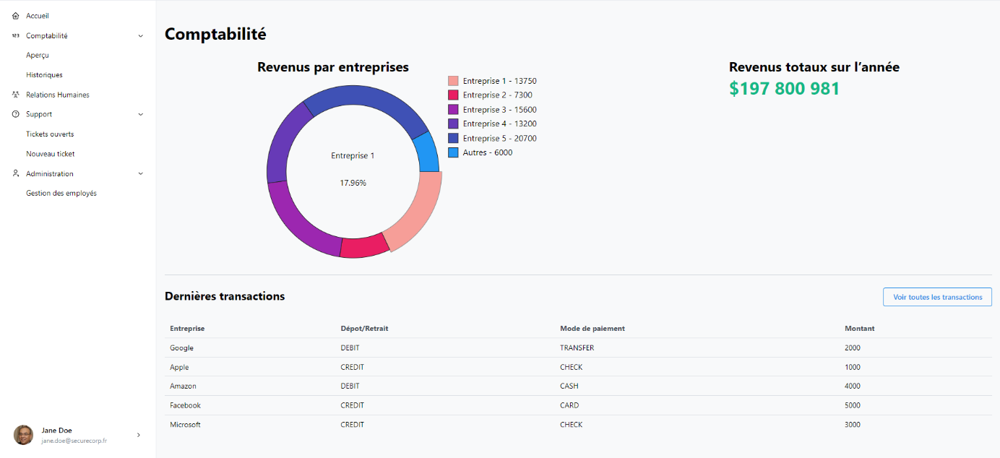 Accueil
Comptabilité
Aperçu
Historiques
Relations Humaines
Support
Tickets ouverts
Nouveau ticket
Administration
Gestion des employés
Jane Doe
jane.doe@securecorp.fr
Comptabilité
Revenus par entreprises
Entreprise 1 - 13750
Entreprise 2 - 7300
Entreprise 3 - 15600
Entreprise 4 - 13200
Entreprise 5 - 20700
Autres - 6000
Entreprise 1
17.96%
Revenus totaux sur l’année
$197 800 981
Dernières transactions
Voir toutes les transactions
Entreprise Dépot/Retrait Mode de paiement Montant
Google DEBIT TRANSFER 2000
Apple CREDIT CHECK 1000
Amazon DEBIT CASH 4000
Facebook CREDIT CARD 5000
Microsoft CREDIT CHECK 3000